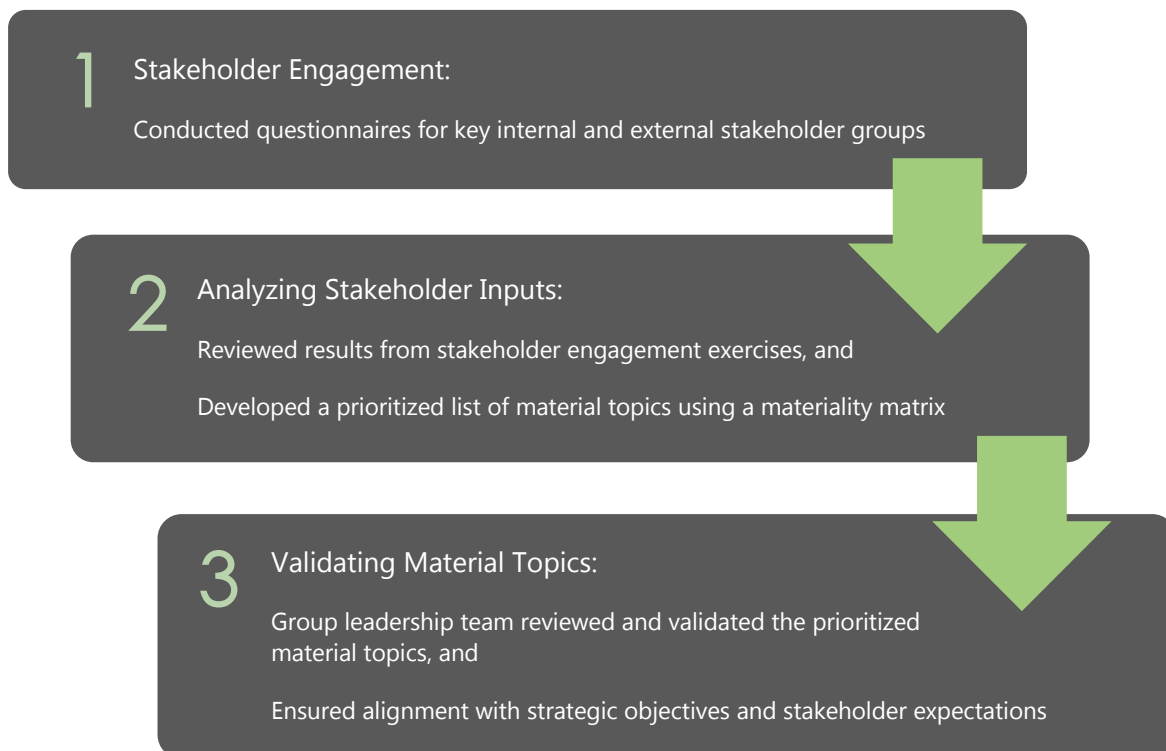 1
Stakeholder Engagement:
Conducted questionnaires for key internal and external stakeholder groups
2
Analyzing Stakeholder Inputs:
Reviewed results from stakeholder engagement exercises, and
Developed a prioritized list of material topics using a materiality matrix
3
Validating Material Topics:
Group leadership team reviewed and validated the prioritized
material topics, and
Ensured alignment with strategic objectives and stakeholder expectations